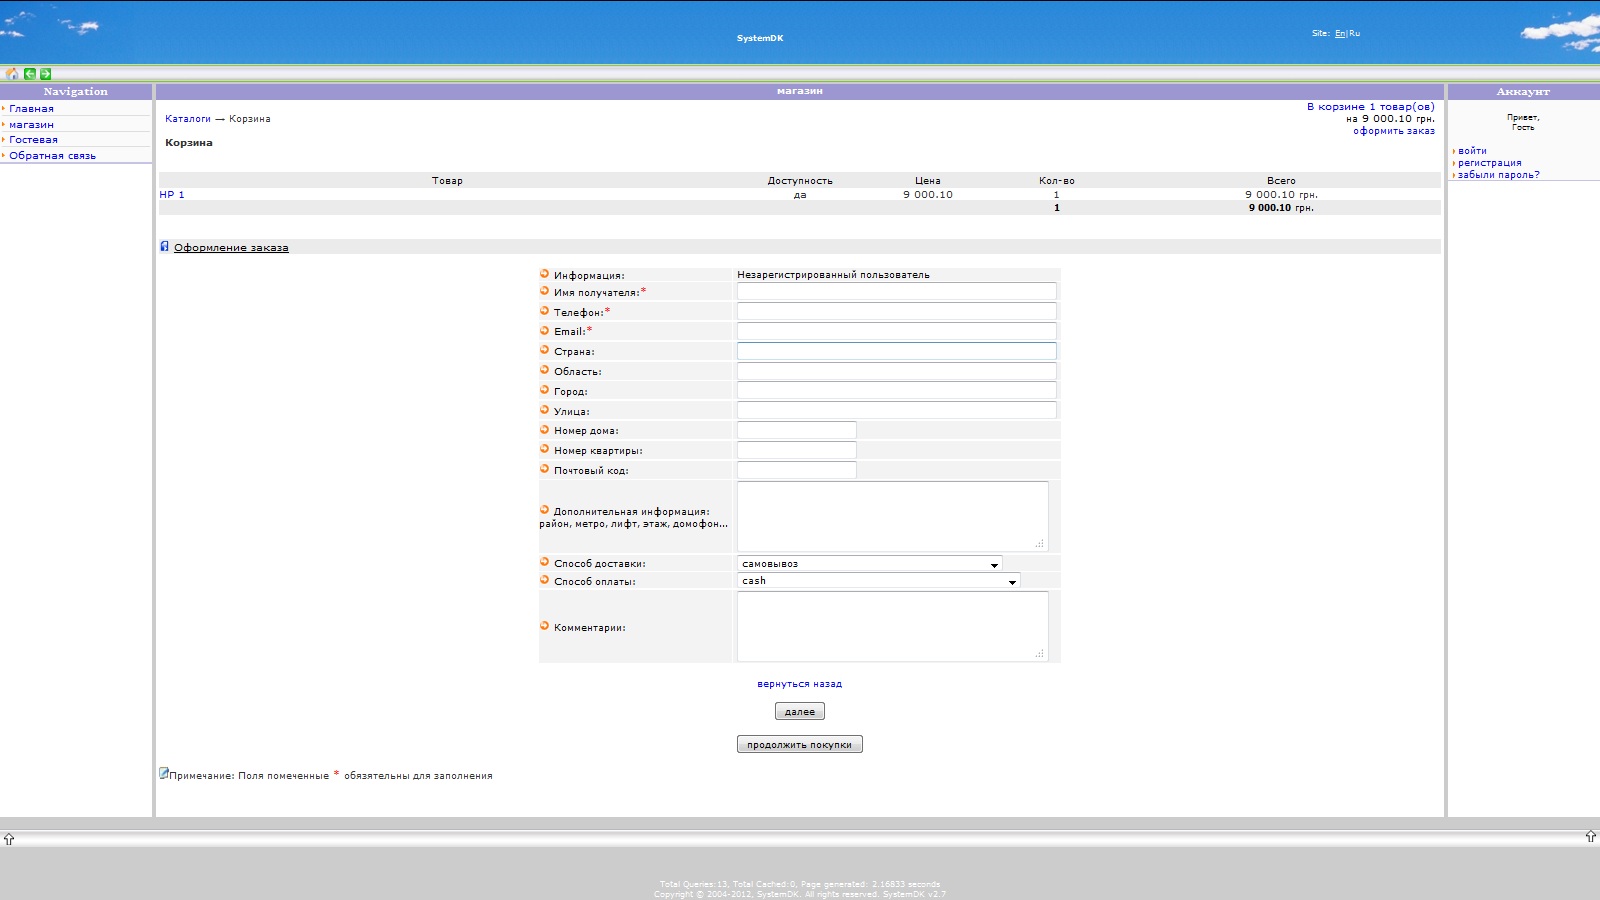 SystemDK
Site: En|Ru
Navigation
Главная
магазин
Гостевая
Обратная связь
магазин
Каталоги → Корзина
В корзине 1 товар(ов)
на 9 000.10 грн.
оформить заказ
Корзина
Товар Доступность Цена Кол-во Всего
HP 1 да 9 000.10 1 9 000.10 грн.
1 9 000.10 грн.
Оформление заказа
Информация: Незарегистрированный пользователь
Имя получателя:*
Телефон:*
Email:*
Страна:
Область:
Город:
Улица:
Номер дома:
Номер квартиры:
Почтовый код:
Дополнительная информация:
район, метро, лифт, этаж, домофон...
Способ доставки: самовывоз
Способ оплаты: cash
Комментарии:
вернуться назад
далее
продолжить покупки
Примечание: Поля помеченные * обязятельны для заполнения
Аккаунт
Привет,
Гость
войти
регистрация
забыли пароль?
Total Queries:13, Total Cached:0, Page generated: 2.16833 seconds
Copyright © 2004-2012, SystemDK. All rights reserved. SystemDK v2.7